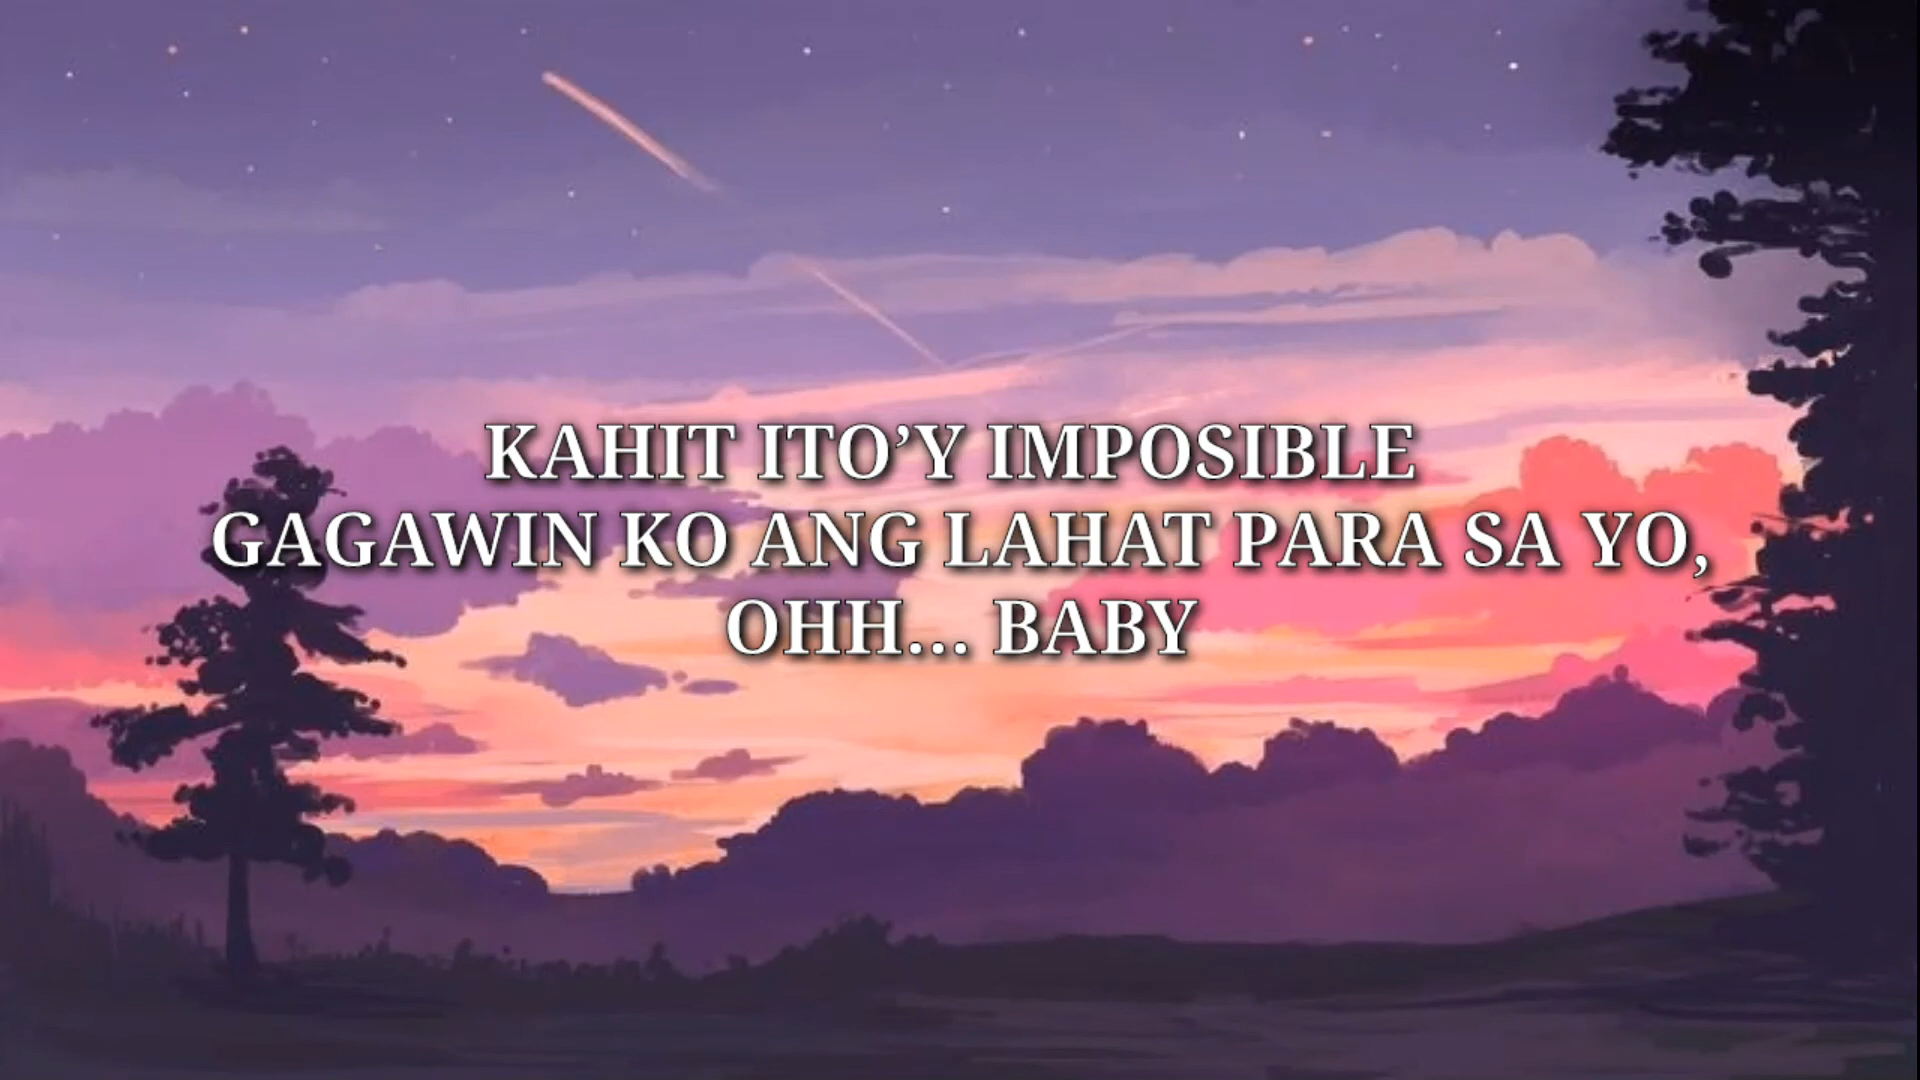 KAHIT ITO’Y IMPOSIBLE
GAGAWIN KO ANG LAHAT PARA SA YO,
OHH... BABY